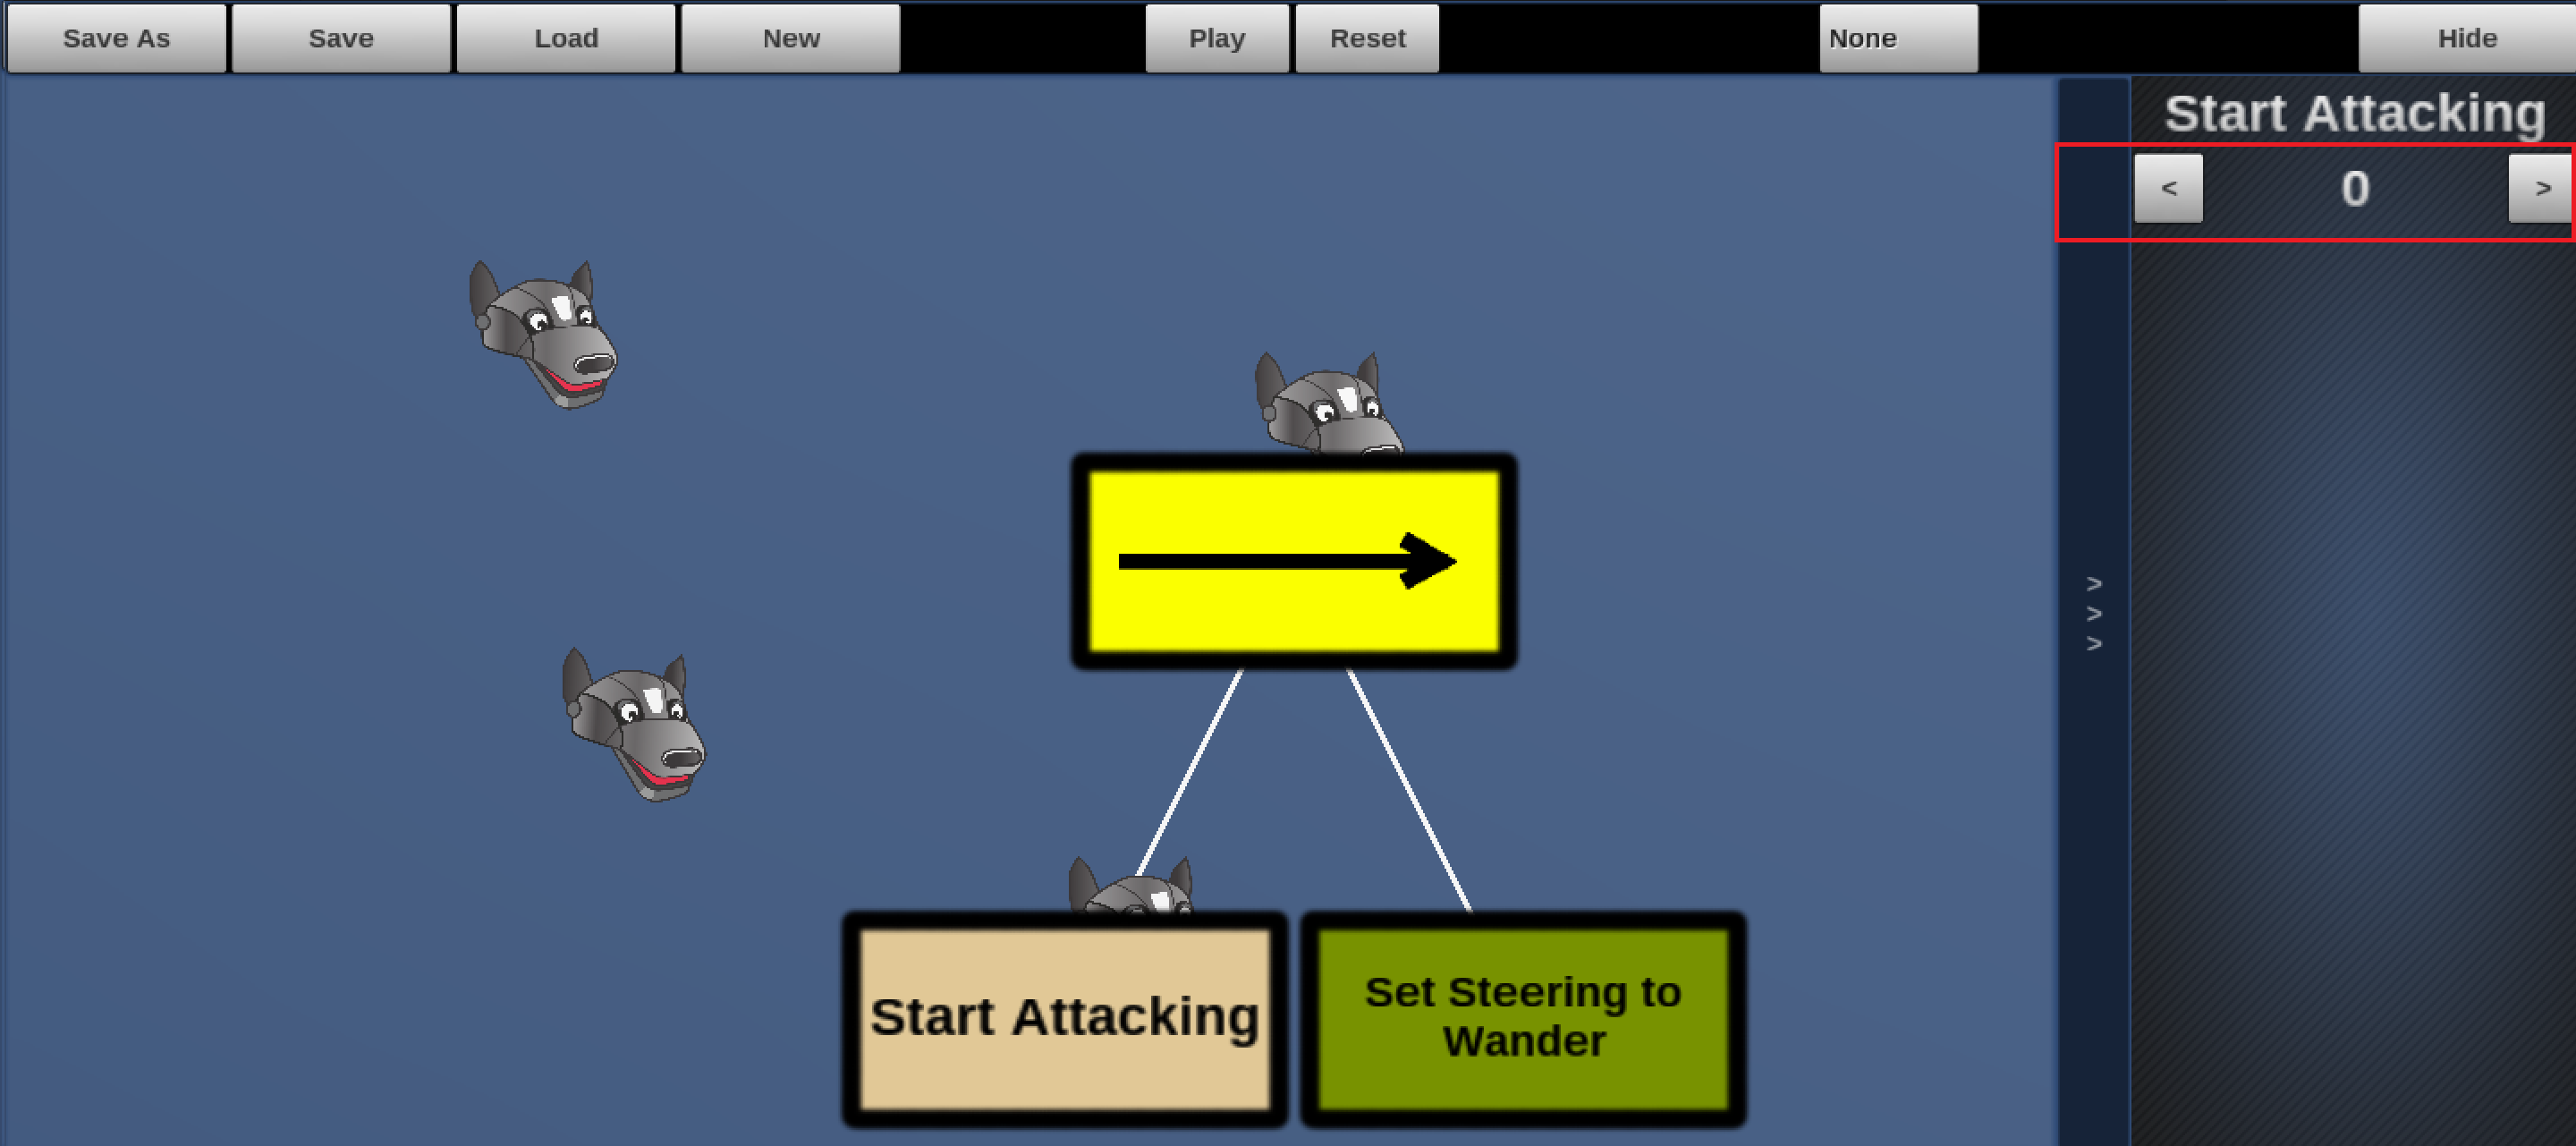 Save As
Save
Load
New
Play
Reset
None
Hide
Start Attacking
<
0
>
>
>
>
Start Attacking
Set Steering to
Wander